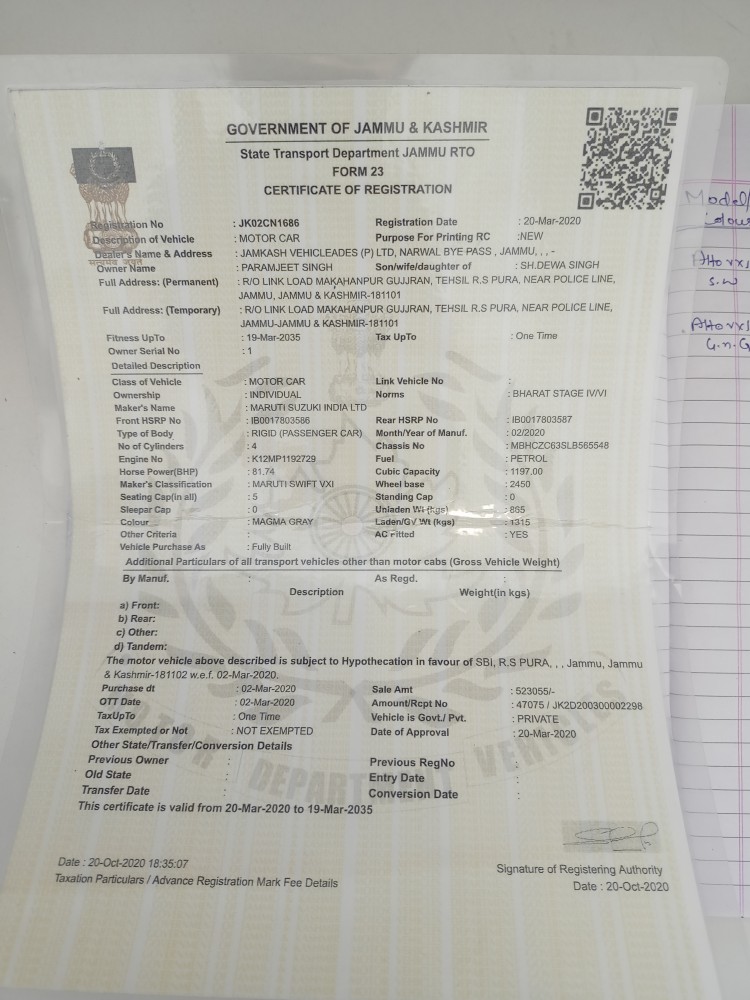 GOVERNMENT OF JAMMU & KASHMIR
State Transport Department JAMMU RTO
FORM 23
CERTIFICATE OF REGISTRATION
Registration No : JK02CN1686 Registration Date : 20-Mar-2020
Description of Vehicle : MOTOR CAR Purpose For Printing RC :NEW
Dealer's Name & Address : JAMKASH VEHICLEADES (P) LTD, NARWAL BYE PASS , JAMMU, , , -
सत्यमेव जयते
Owner Name : PARAMJEET SINGH Son/wife/daughter of : SH.DEWA SINGH
Full Address: (Permanent) : R/O LINK LOAD MAKAHANPUR GUJJRAN, TEHSIL R.S PURA, NEAR POLICE LINE,
JAMMU, JAMMU & KASHMIR-181101
Full Address: (Temporary) : R/O LINK LOAD MAKAHANPUR GUJJRAN, TEHSIL R.S PURA, NEAR POLICE LINE,
JAMMU-JAMMU & KASHMIR-181101
Fitness UpTo : 19-Mar-2035 Tax UpTo : One Time
Owner Serial No : 1
Detailed Description
Class of Vehicle : MOTOR CAR Link Vehicle No :
Ownership : INDIVIDUAL Norms : BHARAT STAGE IV/VI
Maker's Name : MARUTI SUZUKI INDIA LTD
Front HSRP No : IB0017803586 Rear HSRP No : IB0017803587
Type of Body : RIGID (PASSENGER CAR) Month/Year of Manuf. : 02/2020
No of Cylinders : 4 Chassis No : MBHCZC63SLB565548
Engine No : K12MP1192729 Fuel : PETROL
Horse Power(BHP) : 81.74 Cubic Capacity : 1197.00
Maker's Classification : MARUTI SWIFT VXI Wheel base : 2450
Seating Cap(in all) : 5 Standing Cap : 0
Sleepar Cap : 0 Unladen Wt (kgs) : 865
Colour : MAGMA GRAY Laden/GV Wt (kgs) : 1315
Other Criteria : AC Fitted : YES
Vehicle Purchase As : Fully Built
Additional Particulars of all transport vehicles other than motor cabs (Gross Vehicle Weight)
By Manuf. : As Regd. :
Description Weight(in kgs)
a) Front:
b) Rear:
c) Other:
d) Tandem:
The motor vehicle above described is subject to Hypothecation in favour of SBI, R.S PURA, , , Jammu, Jammu
& Kashmir-181102 w.e.f. 02-Mar-2020.
Purchase dt : 02-Mar-2020 Sale Amt : 523055/-
OTT Date : 02-Mar-2020 Amount/Rcpt No : 47075 / JK2D200300002298
TaxUpTo : One Time Vehicle is Govt./ Pvt. : PRIVATE
Tax Exempted or Not : NOT EXEMPTED Date of Approval : 20-Mar-2020
Other State/Transfer/Conversion Details
Previous Owner : Previous RegNo :
Old State : Entry Date :
Transfer Date : Conversion Date :
This certificate is valid from 20-Mar-2020 to 19-Mar-2035
Date : 20-Oct-2020 18:35:07 Signature of Registering Authority
Taxation Particulars / Advance Registration Mark Fee Details Date : 20-Oct-2020
DEPARTMENT VEHICLES
Model/
S.W
G.n.G